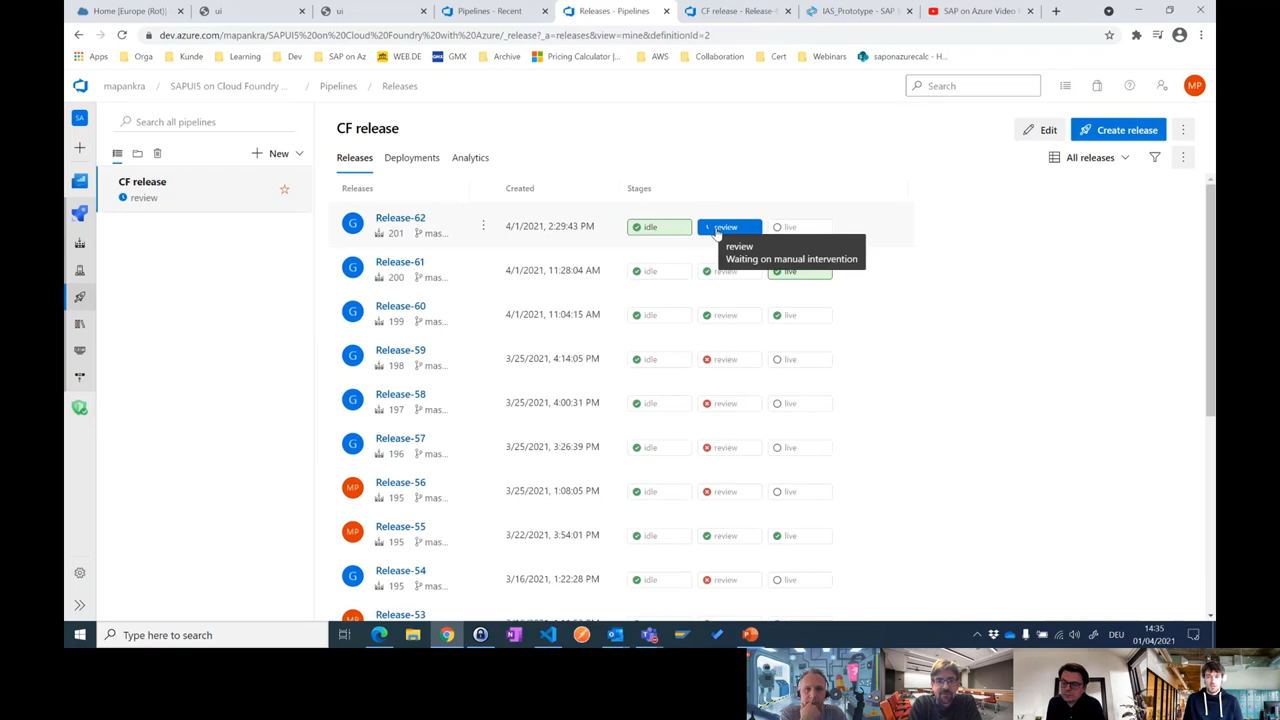 Home [Europe (Rot)]
ui
ui
Pipelines - Recent
Releases - Pipelines
CF release - Release-
IAS_Prototype - SAP
SAP on Azure Video
dev.azure.com/mapankra/SAPUI5%20on%20Cloud%20Foundry%20with%20Azure/_release?_a=releases&view=mine&definitionId=2
Apps
Orga
Kunde
Learning
Dev
SAP on Az
WEB.DE
GMX
Archive
Pricing Calculator |...
AWS
Collaboration
Cert
Webinars
saponazurecalc - H...
mapankra
SAPUI5 on Cloud Foundry ...
Pipelines
Releases
Search
MP
SA
Search all pipelines
New
CF release
review
CF release
Edit
Create release
Releases
Deployments
Analytics
All releases
Releases
Created
Stages
G
Release-62
201
mas...
4/1/2021, 2:29:43 PM
idle
review
live
review
Waiting on manual intervention
G
Release-61
200
mas...
4/1/2021, 11:28:04 AM
idle
review
live
G
Release-60
199
mas...
4/1/2021, 11:04:15 AM
idle
review
live
G
Release-59
198
mas...
3/25/2021, 4:14:05 PM
idle
review
live
G
Release-58
197
mas...
3/25/2021, 4:00:31 PM
idle
review
live
G
Release-57
196
mas...
3/25/2021, 3:26:39 PM
idle
review
live
MP
Release-56
195
mas...
3/25/2021, 1:08:05 PM
idle
review
live
MP
Release-55
195
mas...
3/22/2021, 3:54:01 PM
idle
review
live
G
Release-54
195
mas...
3/16/2021, 1:22:28 PM
idle
review
live
MP
Release-53
Type here to search
DEU
14:35
01/04/2021